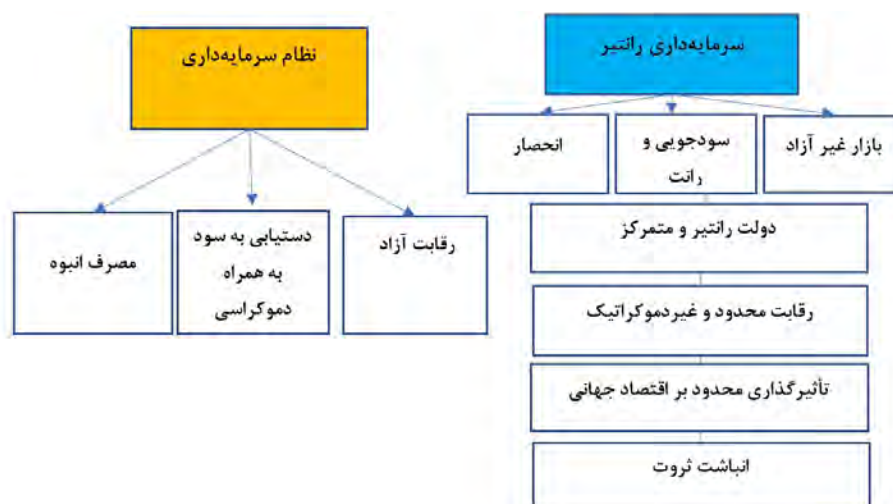 سرمایه‌داری رانتیر
بازار غیر آزاد
سودجویی و
رانت
انحصار
دولت رانتیر و متمرکز
رقابت محدود و غیردموکراتیک
تأثیرگذاری محدود بر اقتصاد جهانی
انباشت ثروت
نظام سرمایه‌داری
رقابت آزاد
دستیابی به سود
به همراه
دموکراسی
مصرف انبوه